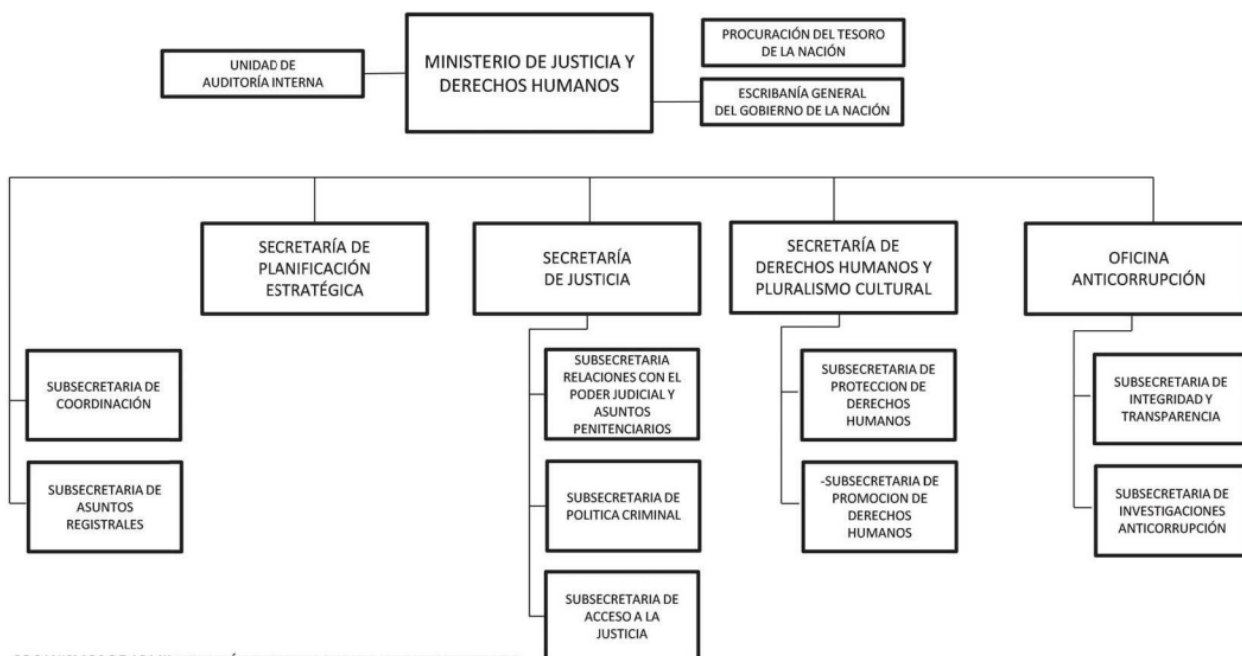 PROCURACIÓN DEL TESORO
DE LA NACIÓN
MINISTERIO DE JUSTICIA Y
DERECHOS HUMANOS
UNIDAD DE
AUDITORÍA INTERNA
ESCRIBANÍA GENERAL
DEL GOBIERNO DE LA NACIÓN
SECRETARÍA DE
PLANIFICACIÓN
ESTRATÉGICA
SECRETARÍA
DE JUSTICIA
SECRETARÍA DE
DERECHOS HUMANOS Y
PLURALISMO CULTURAL
OFICINA
ANTICORRUPCIÓN
SUBSECRETARIA DE
COORDINACIÓN
SUBSECRETARIA DE
ASUNTOS
REGISTRALES
SUBSECRETARIA
RELACIONES CON EL
PODER JUDICIAL Y
ASUNTOS
PENITENCIARIOS
SUBSECRETARIA DE
POLITICA CRIMINAL
SUBSECRETARIA DE
ACCESO A LA
JUSTICIA
SUBSECRETARIA DE
PROTECCION DE
DERECHOS
HUMANOS
-SUBSECRETARIA DE
PROMOCION DE
DERECHOS
HUMANOS
SUBSECRETARIA DE
INTEGRIDAD Y
TRANSPARENCIA
SUBSECRETARIA DE
INVESTIGACIONES
ANTICORRUPCIÓN